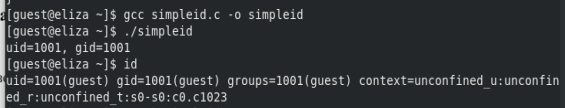 [guest@eliza ~]$ gcc simpleid.c -o simpleid
[guest@eliza ~]$ ./simpleid
uid=1001, gid=1001
[guest@eliza ~]$ id
uid=1001(guest) gid=1001(guest) groups=1001(guest) context=unconfined_u:unconfin
ed_r:unconfined_t:s0-s0:c0.c1023